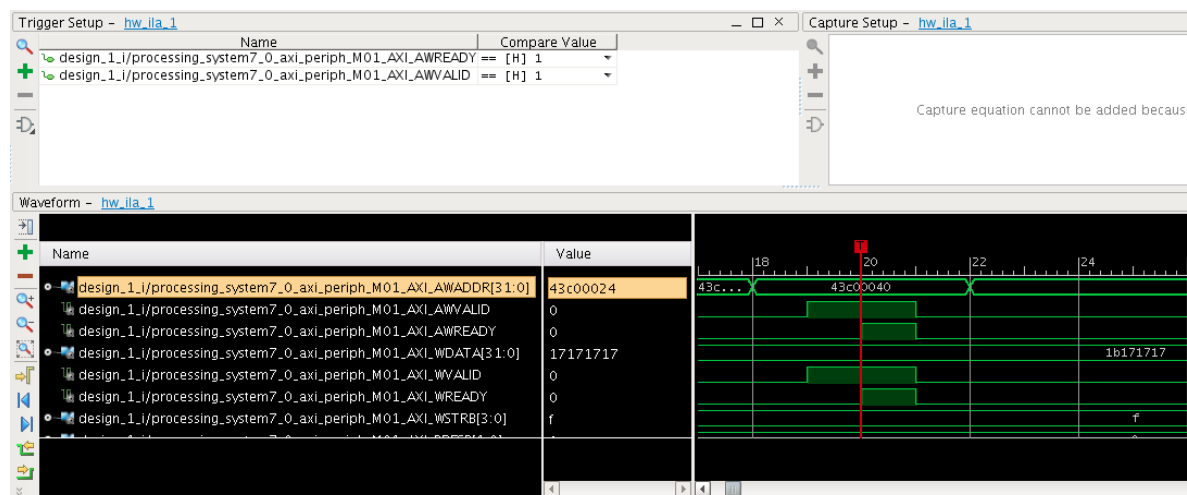 Trigger Setup - hw_ila_1
Capture Setup - hw_ila_1
Name Compare Value
design_1_i/processing_system7_0_axi_periph_M01_AXI_AWREADY == [H] 1
design_1_i/processing_system7_0_axi_periph_M01_AXI_AWVALID == [H] 1
Capture equation cannot be added becaus
Waveform - hw_ila_1
Name Value
T
18 20 22 24
design_1_i/processing_system7_0_axi_periph_M01_AXI_AWADDR[31:0] 43c00024 43c... 43c00040
design_1_i/processing_system7_0_axi_periph_M01_AXI_AWVALID 0
design_1_i/processing_system7_0_axi_periph_M01_AXI_AWREADY 0
design_1_i/processing_system7_0_axi_periph_M01_AXI_WDATA[31:0] 17171717 1b171717
design_1_i/processing_system7_0_axi_periph_M01_AXI_WVALID 0
design_1_i/processing_system7_0_axi_periph_M01_AXI_WREADY 0
design_1_i/processing_system7_0_axi_periph_M01_AXI_WSTRB[3:0] f f